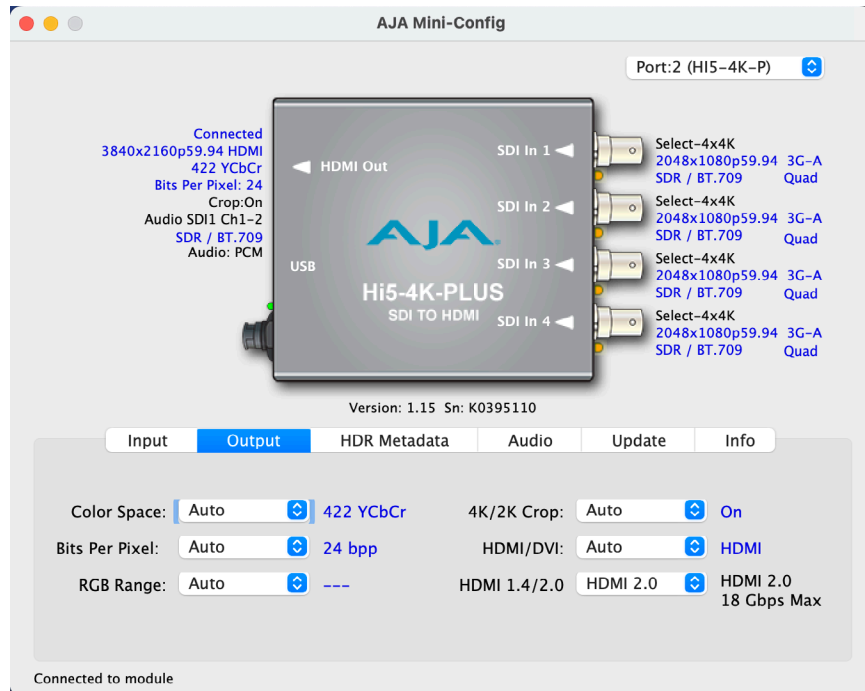 AJA Mini-Config
Port:2 (HI5-4K-P)
Connected
3840x2160p59.94 HDMI
422 YCbCr
Bits Per Pixel: 24
Crop:On
Audio SDI1 Ch1-2
SDR / BT.709
Audio: PCM
HDMI Out
USB
AJA
Hi5-4K-PLUS
SDI TO HDMI
SDI In 1
SDI In 2
SDI In 3
SDI In 4
Select-4x4K
2048x1080p59.94 3G-A
SDR / BT.709 Quad
Select-4x4K
2048x1080p59.94 3G-A
SDR / BT.709 Quad
Select-4x4K
2048x1080p59.94 3G-A
SDR / BT.709 Quad
Select-4x4K
2048x1080p59.94 3G-A
SDR / BT.709 Quad
Version: 1.15 Sn: K0395110
Input Output HDR Metadata Audio Update Info
Color Space: Auto 422 YCbCr
Bits Per Pixel: Auto 24 bpp
RGB Range: Auto ---
4K/2K Crop: Auto On
HDMI/DVI: Auto HDMI
HDMI 1.4/2.0 HDMI 2.0 HDMI 2.0
18 Gbps Max
Connected to module